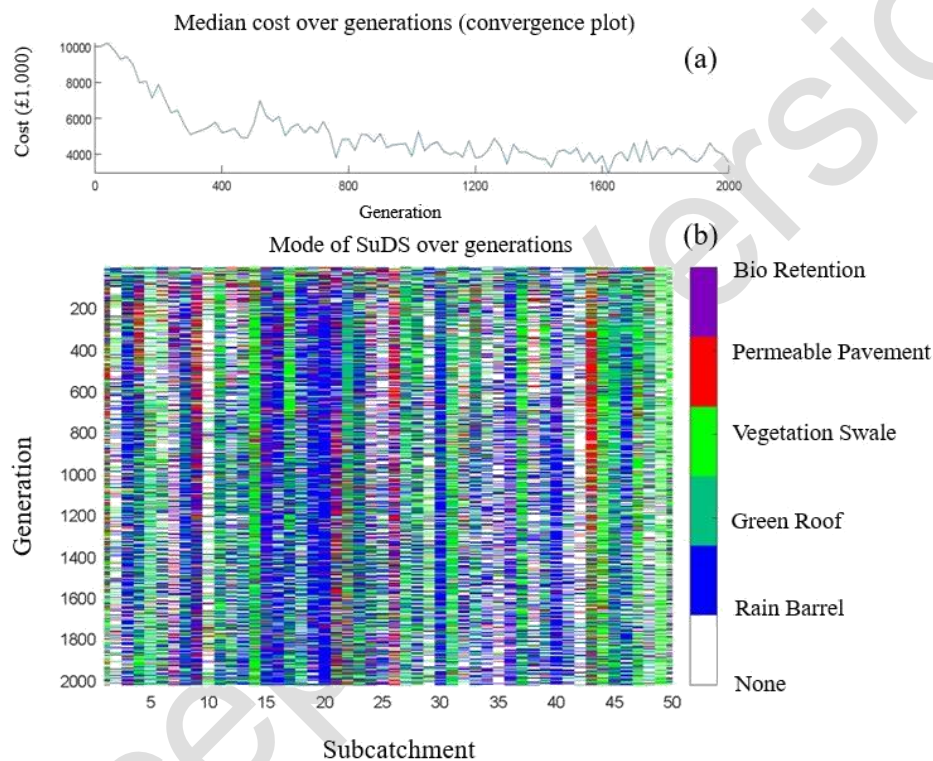 Median cost over generations (convergence plot)
(a)
Cost (£1,000)
10000
8000
6000
4000
0
400
800
1200
1600
2000
Generation
(b)
Mode of SuDS over generations
Generation
200
400
600
800
1000
1200
1400
1600
1800
2000
5
10
15
20
25
30
35
40
45
50
Subcatchment
Bio Retention
Permeable Pavement
Vegetation Swale
Green Roof
Rain Barrel
None